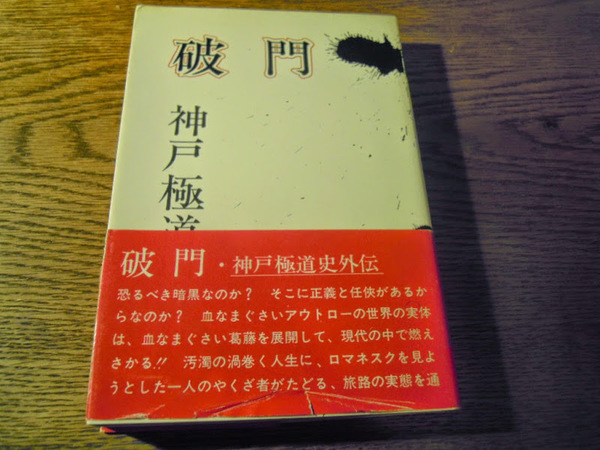 破門
神戸極道
破門・神戸極道史外伝
恐るべき暗黒なのか? そこに正義と任侠があるか
らなのか? 血なまぐさいアウトローの世界の実体
は、血なまぐさい葛藤を展開して、現代の中で燃え
さかる!! 汚濁の渦巻く人生に、ロマネスクを見よ
うとした一人のやくざ者がたどる、旅路の実態を通